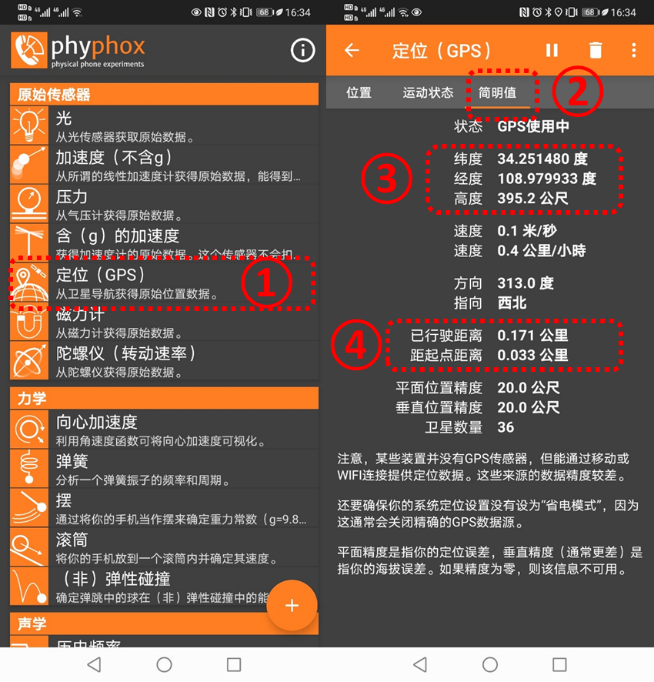 16:34
phyphox
physical phone experiments
原始传感器
光
从光传感器获取原始数据。
加速度（不含g）
从所谓的线性加速度计获得原始数据，能得到...
压力
从气压计获得原始数据。
含（g）的加速度
获得加速度计的原始数据。这个传感器不会扣...
定位（GPS）
从卫星导航获得原始位置数据。
①
磁力计
从磁力计获得原始数据。
陀螺仪（转动速率）
从陀螺仪获得原始数据。
力学
向心加速度
利用角速度函数可将向心加速度可视化。
弹簧
分析一个弹簧振子的频率和周期。
摆
通过将你的手机当作摆来确定重力常数（g=9.8...
滚筒
将你的手机放到一个滚筒内并确定其速度。
（非）弹性碰撞
确定弹跳中的球在（非）弹性碰撞中的能
+
声学
68
16:34
定位（GPS）
位置 运动状态 简明值
②
状态 GPS使用中
③
纬度 34.251480 度
经度 108.979933 度
高度 395.2 公尺
速度 0.1 米/秒
速度 0.4 公里/小時
方向 313.0 度
指向 西北
④
已行驶距离 0.171 公里
距起点距离 0.033 公里
平面位置精度 20.0 公尺
垂直位置精度 20.0 公尺
卫星数量 36
注意，某些装置并没有GPS传感器，但能通过移动或
WIFI连接提供定位数据。这些来源的数据精度较差。
还要确保你的系统定位设置没有设为“省电模式”，因为
这通常会关闭精确的GPS数据源。
平面精度是指你的定位误差，垂直精度（通常更差）是
指你的海拔误差。如果精度为零，则该信息不可用。